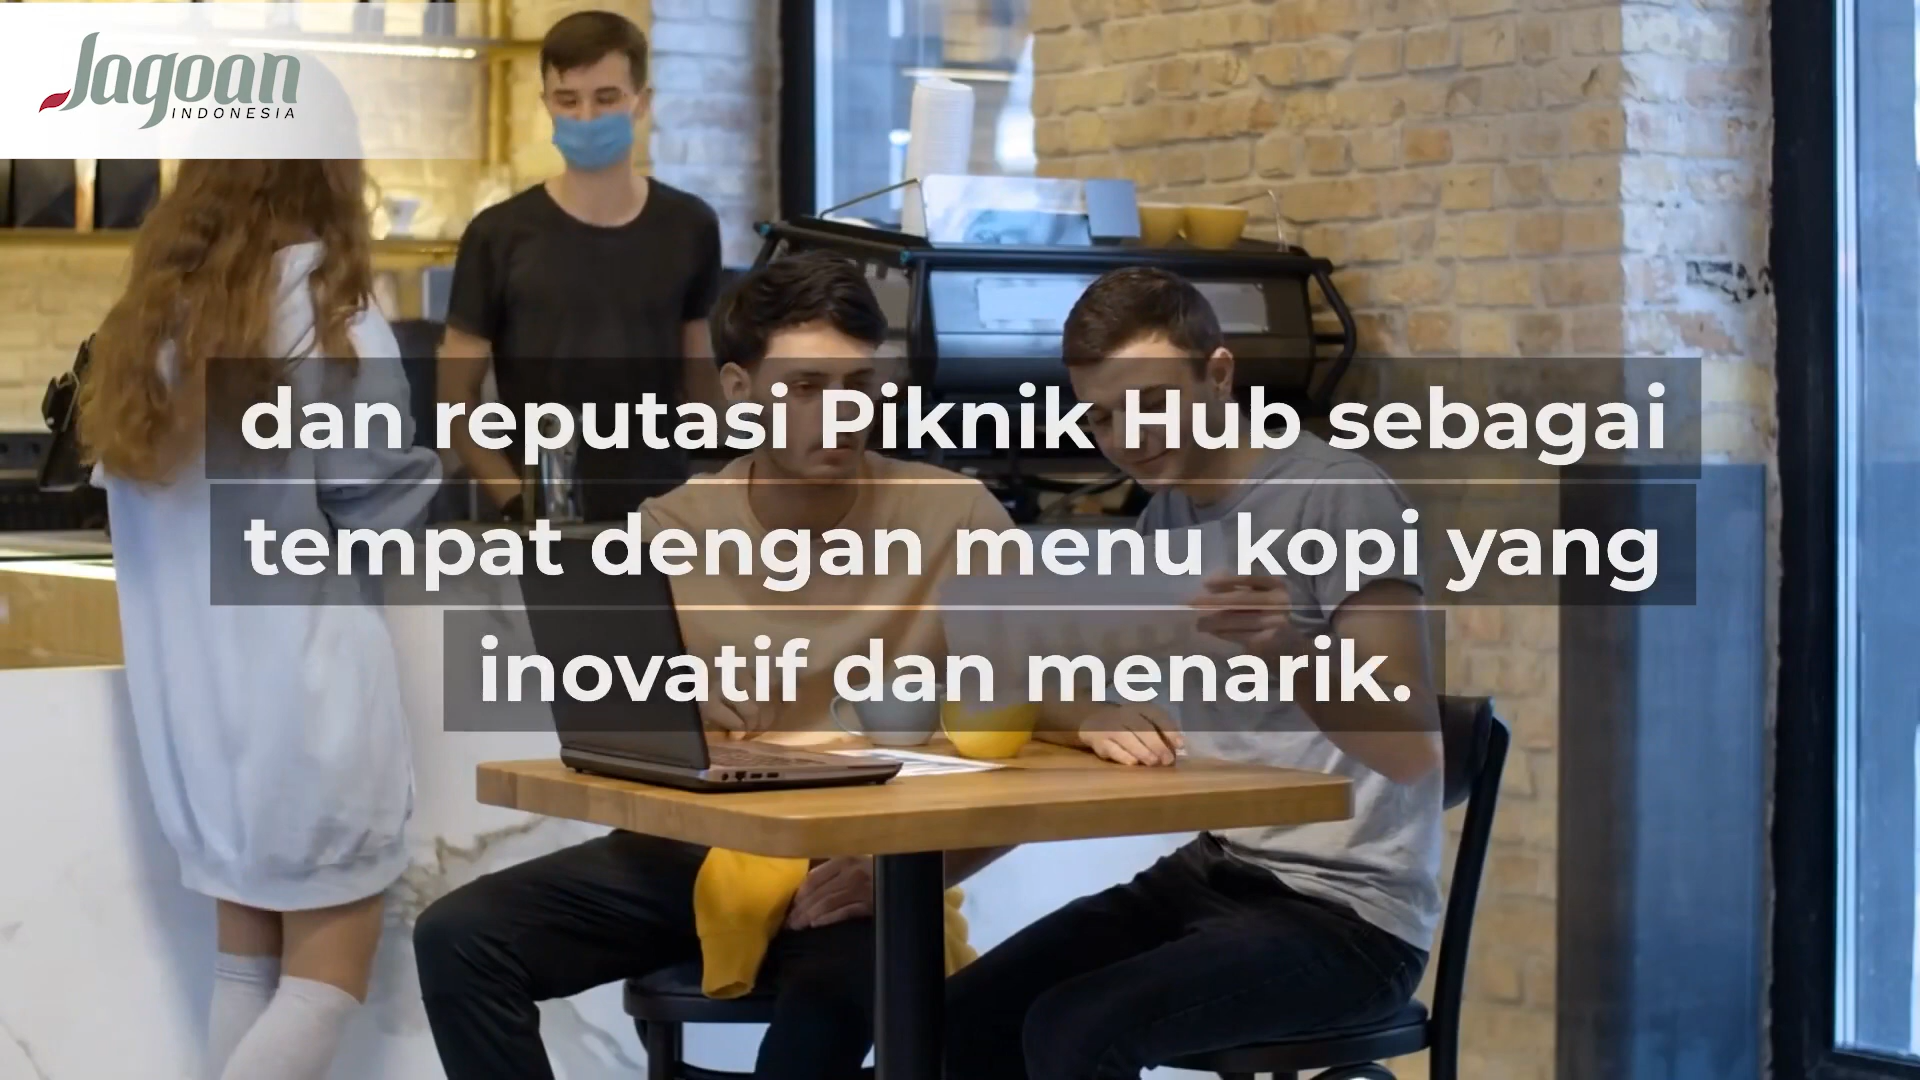 Jagoan
INDONESIA
dan reputasi Piknik Hub sebagai
tempat dengan menu kopi yang
inovatif dan menarik.